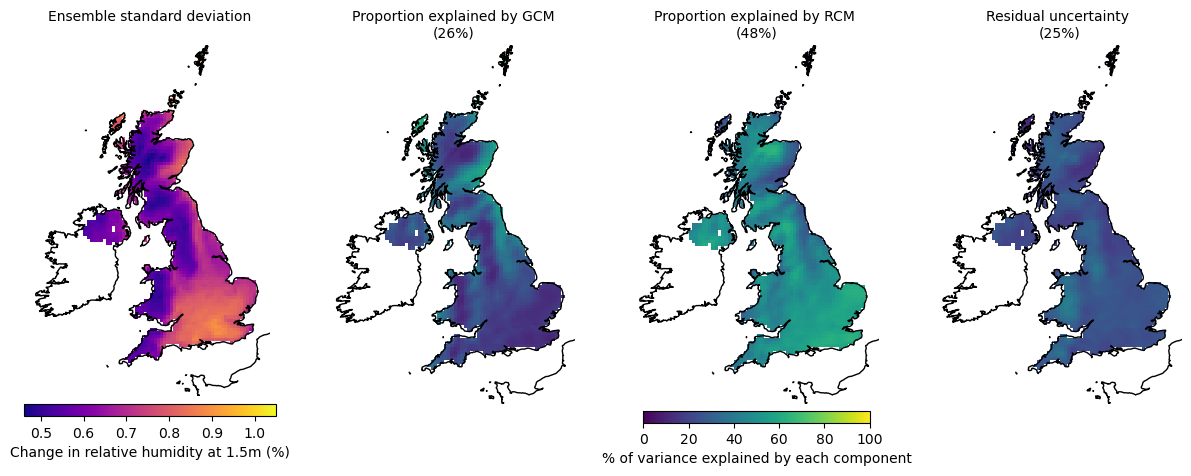 Ensemble standard deviation
Proportion explained by GCM
(26%)
Proportion explained by RCM
(48%)
Residual uncertainty
(25%)
0.5 0.6 0.7 0.8 0.9 1.0
Change in relative humidity at 1.5m (%)
0 20 40 60 80 100
% of variance explained by each component